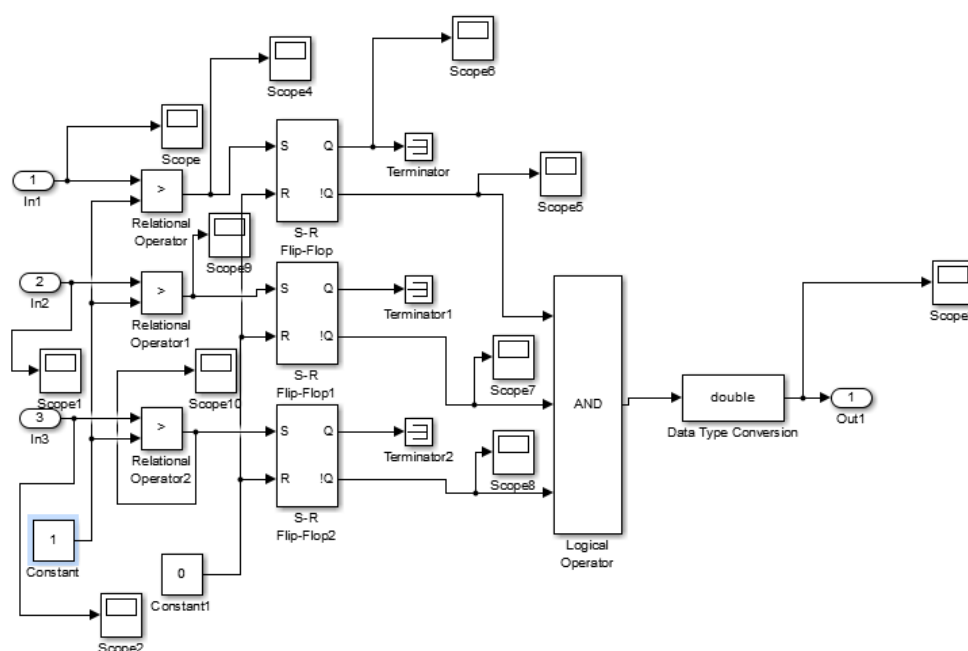 Scope6
Scope4
Scope
1
In1
>
Relational
Operator
S
Q
R
!Q
S-R
Flip-Flop
Terminator
Scope5
Scope9
2
In2
>
Relational
Operator1
S
Q
R
!Q
S-R
Flip-Flop1
Terminator1
Scope7
Scope1
Scope10
3
In3
>
Relational
Operator2
S
Q
R
!Q
S-R
Flip-Flop2
Terminator2
Scope8
AND
Logical
Operator
double
Data Type Conversion
1
Out1
1
Constant
0
Constant1
Scope2